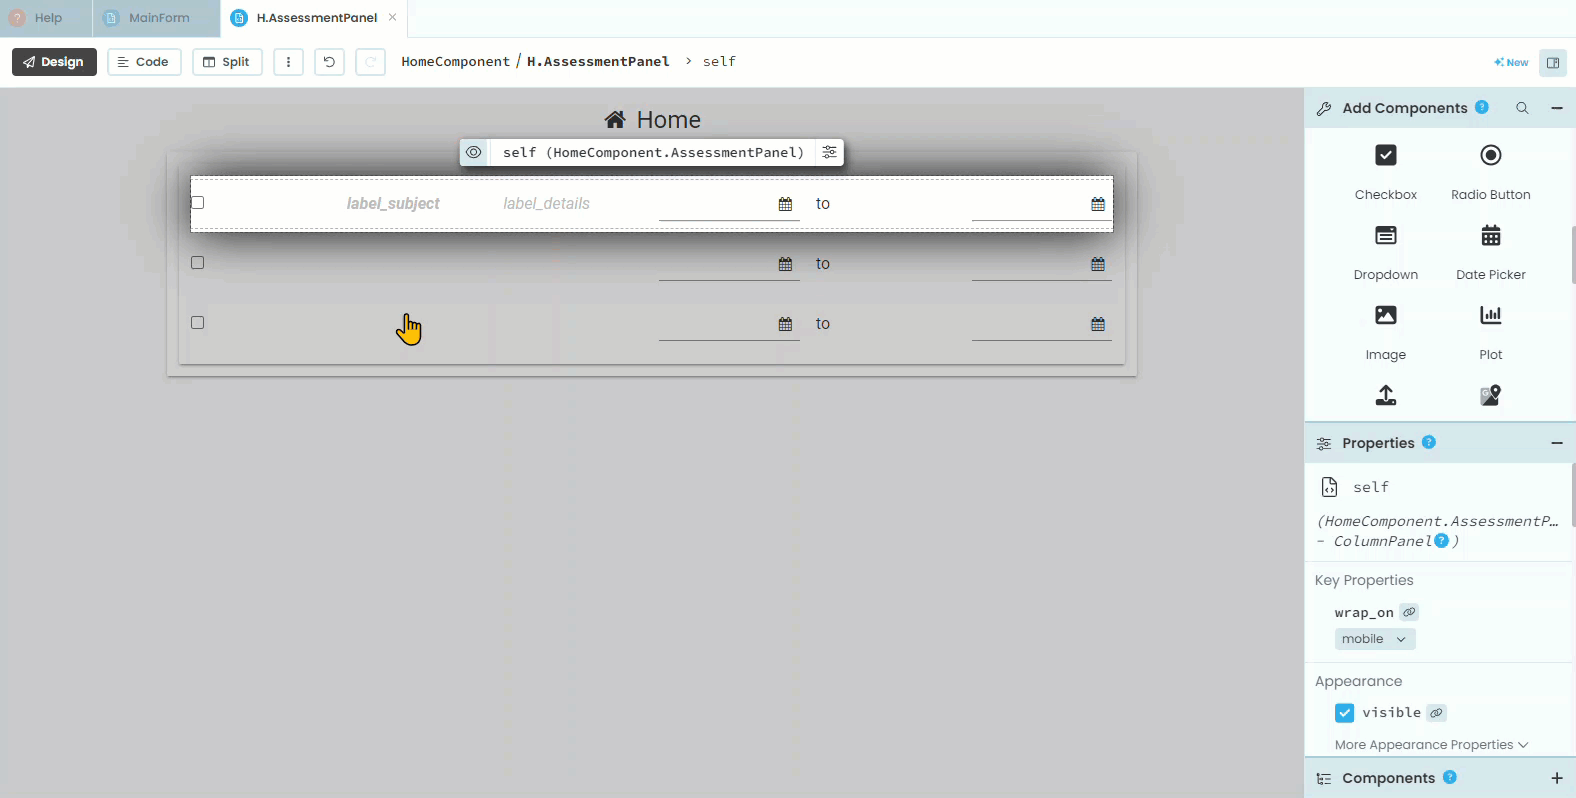 Help
MainForm
H.AssessmentPanel
Design
Code
Split
HomeComponent / H.AssessmentPanel > self
New
Home
self (HomeComponent.AssessmentPanel)
label_subject
label_details
to
to
to
Add Components ?
Checkbox
Radio Button
Dropdown
Date Picker
Image
Plot
Properties ?
self
(HomeComponent.AssessmentP…
- ColumnPanel ? )
Key Properties
wrap_on
mobile
Appearance
visible
More Appearance Properties
Components ?